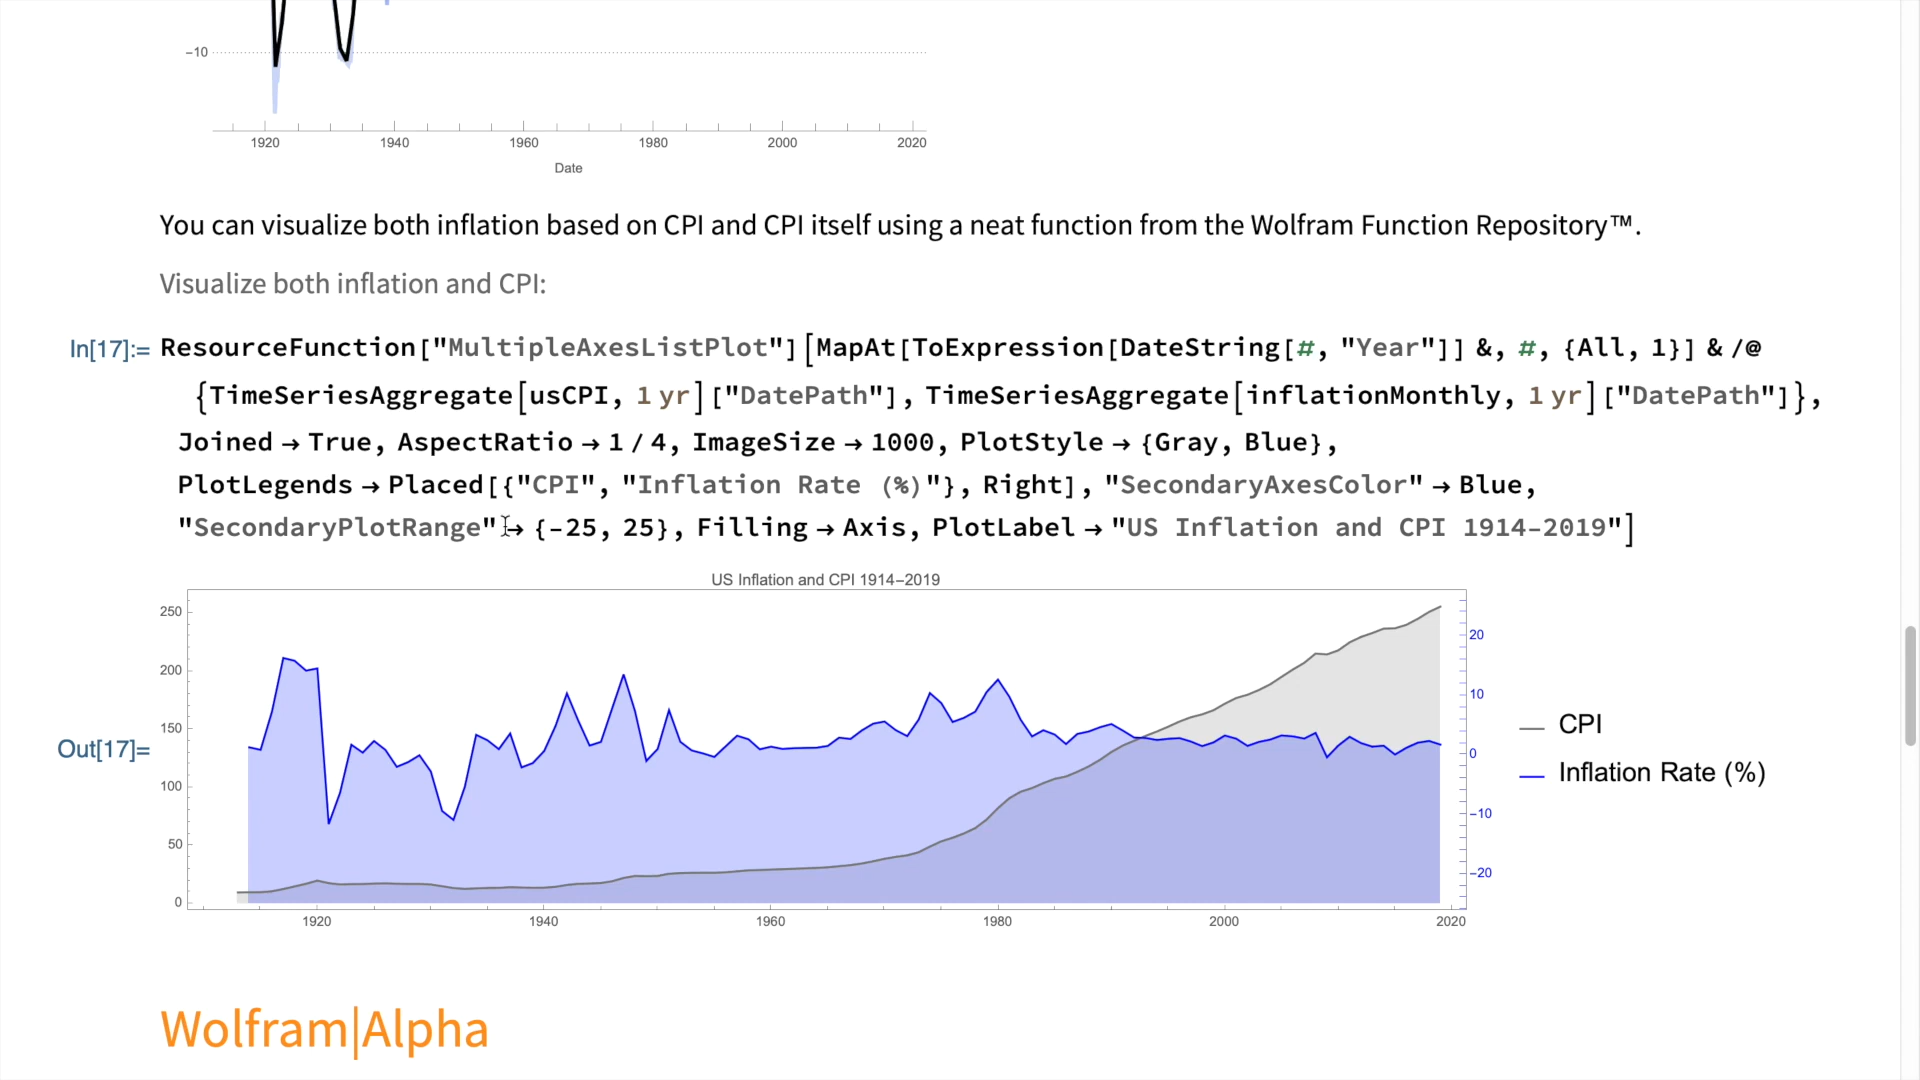 −10
1920 1940 1960 1980 2000 2020
Date
You can visualize both inflation based on CPI and CPI itself using a neat function from the Wolfram Function Repository™.
Visualize both inflation and CPI:
In[17]:= ResourceFunction["MultipleAxesListPlot"][MapAt[ToExpression[DateString[#, "Year"]] &, #, {All, 1}] & /@
{TimeSeriesAggregate[usCPI, 1 yr]["DatePath"], TimeSeriesAggregate[inflationMonthly, 1 yr]["DatePath"]},
Joined → True, AspectRatio → 1 / 4, ImageSize → 1000, PlotStyle → {Gray, Blue},
PlotLegends → Placed[{"CPI", "Inflation Rate (%)"}, Right], "SecondaryAxesColor" → Blue,
"SecondaryPlotRange" → {-25, 25}, Filling → Axis, PlotLabel → "US Inflation and CPI 1914-2019"]
US Inflation and CPI 1914–2019
250
200
150
100
50
0
20
10
0
−10
−20
Out[17]=
CPI
Inflation Rate (%)
1920 1940 1960 1980 2000 2020
Wolfram|Alpha